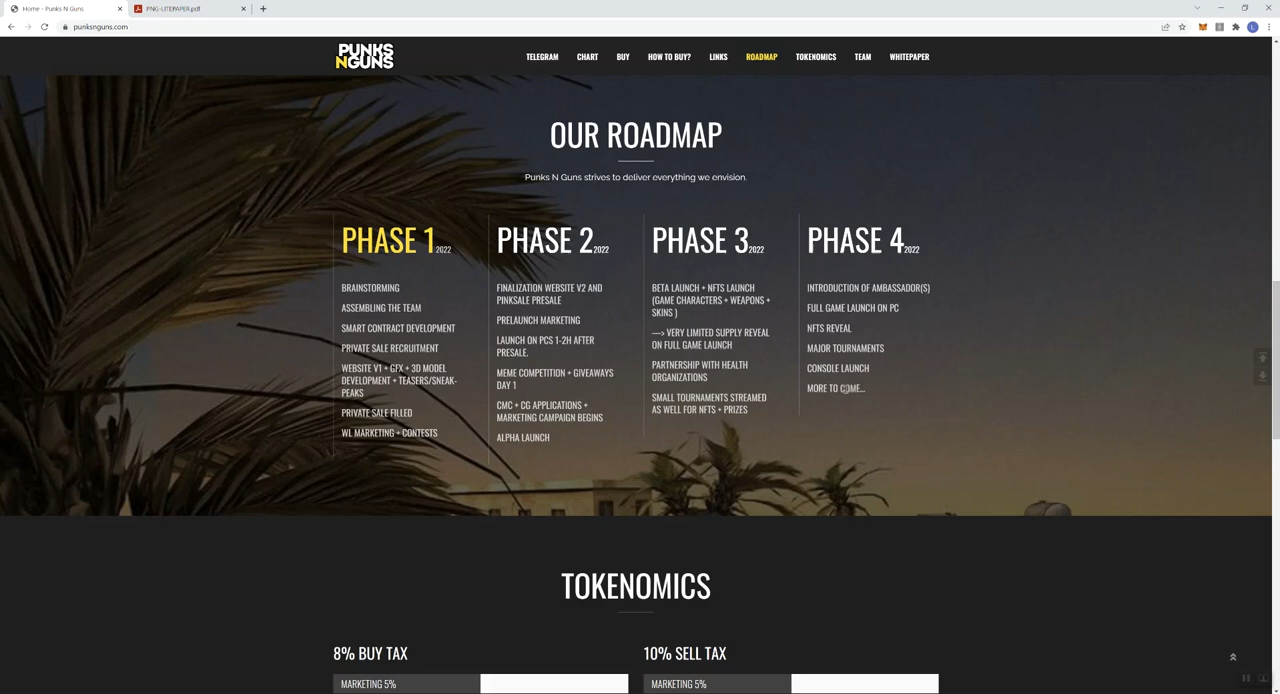 Home - Punks N Guns
PNG-LITEPAPER.pdf
punksnguns.com
L
PUNKS
NGUNS
TELEGRAM
CHART
BUY
HOW TO BUY?
LINKS
ROADMAP
TOKENOMICS
TEAM
WHITEPAPER
OUR ROADMAP
Punks N Guns strives to deliver everything we envision.
PHASE 1 2022
BRAINSTORMING
ASSEMBLING THE TEAM
SMART CONTRACT DEVELOPMENT
PRIVATE SALE RECRUITMENT
WEBSITE V1 + GFX + 3D MODEL
DEVELOPMENT + TEASERS/SNEAK-
PEAKS
PRIVATE SALE FILLED
WL MARKETING + CONTESTS
PHASE 2 2022
FINALIZATION WEBSITE V2 AND
PINKSALE PRESALE
PRELAUNCH MARKETING
LAUNCH ON PCS 1-2H AFTER
PRESALE.
MEME COMPETITION + GIVEAWAYS
DAY 1
CMC + CG APPLICATIONS +
MARKETING CAMPAIGN BEGINS
ALPHA LAUNCH
PHASE 3 2022
BETA LAUNCH + NFTS LAUNCH
(GAME CHARACTERS + WEAPONS +
SKINS )
—-> VERY LIMITED SUPPLY REVEAL
ON FULL GAME LAUNCH
PARTNERSHIP WITH HEALTH
ORGANIZATIONS
SMALL TOURNAMENTS STREAMED
AS WELL FOR NFTS + PRIZES
PHASE 4 2022
INTRODUCTION OF AMBASSADOR(S)
FULL GAME LAUNCH ON PC
NFTS REVEAL
MAJOR TOURNAMENTS
CONSOLE LAUNCH
MORE TO COME...
TOKENOMICS
8% BUY TAX
MARKETING 5%
10% SELL TAX
MARKETING 5%